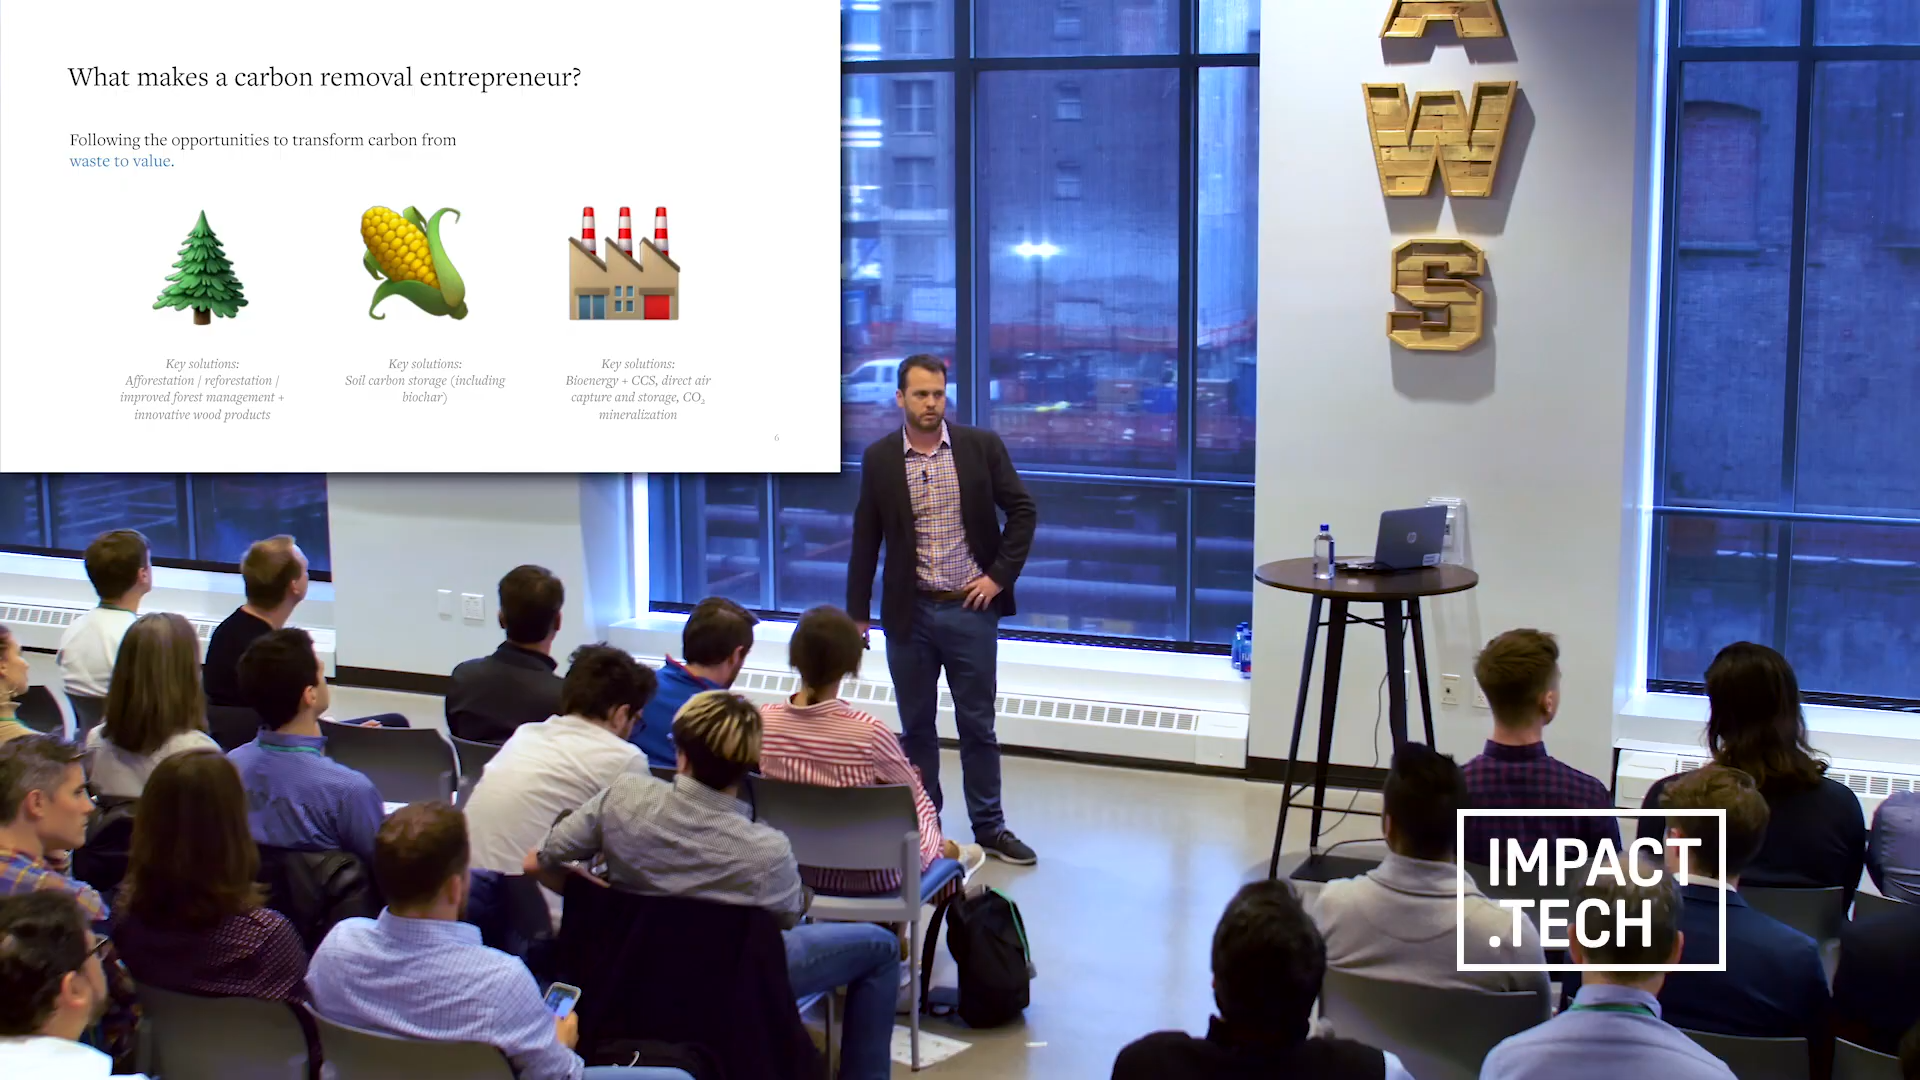 What makes a carbon removal entrepreneur?
Following the opportunities to transform carbon from
waste to value.
Key solutions:
Afforestation / reforestation /
improved forest management +
innovative wood products
Key solutions:
Soil carbon storage (including
biochar)
Key solutions:
Bioenergy + CCS, direct air
capture and storage, CO₂
mineralization
6
A
W
S
hp
IMPACT
.TECH